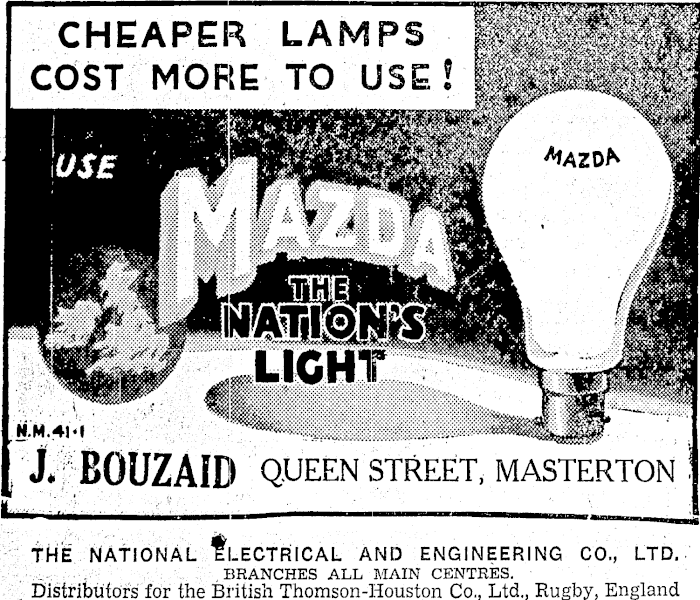 CHEAPER LAMPS
COST MORE TO USE!
USE
MAZDA
MAZDA
THE
NATION'S
LIGHT
N.M.41-1
J. BOUZAID QUEEN STREET, MASTERTON
THE NATIONAL ELECTRICAL AND ENGINEERING CO., LTD.
BRANCHES ALL MAIN CENTRES.
Distributors for the British Thomson-Houston Co., Ltd., Rugby, England